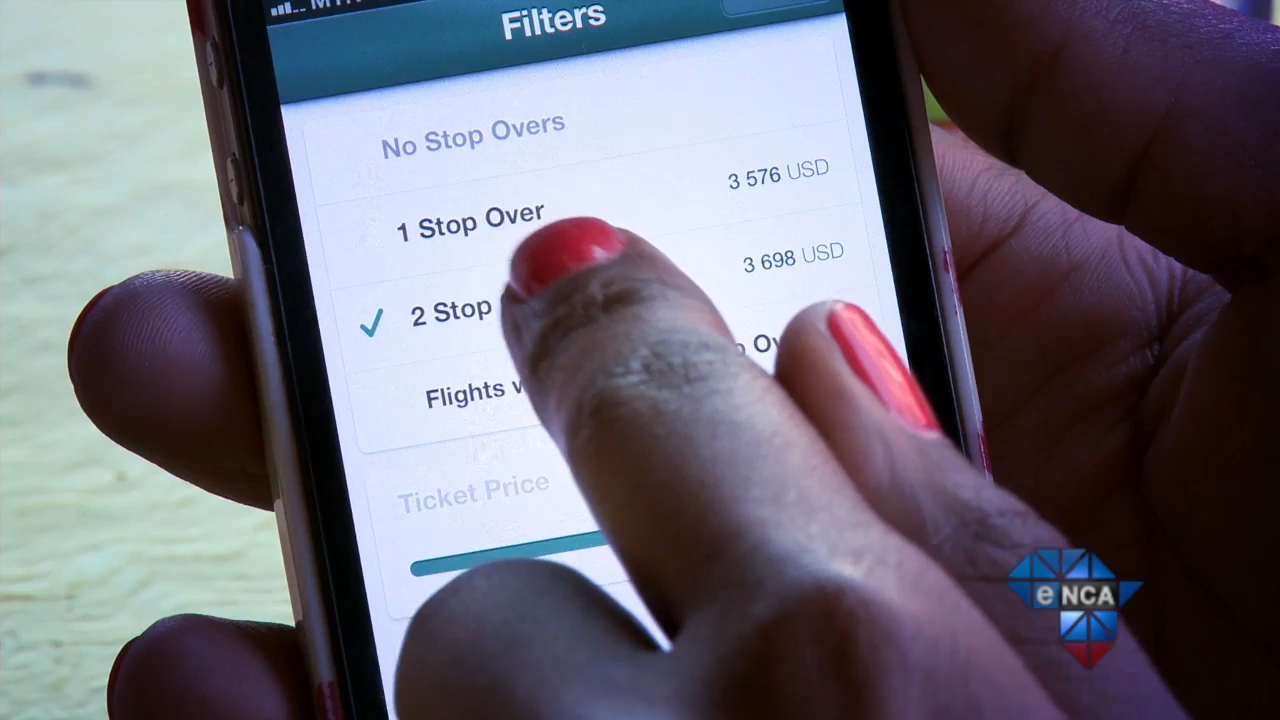 Filters
No Stop Overs
1 Stop Over 3 576 USD
2 Stop 3 698 USD
Flights
Ticket Price
eNCA